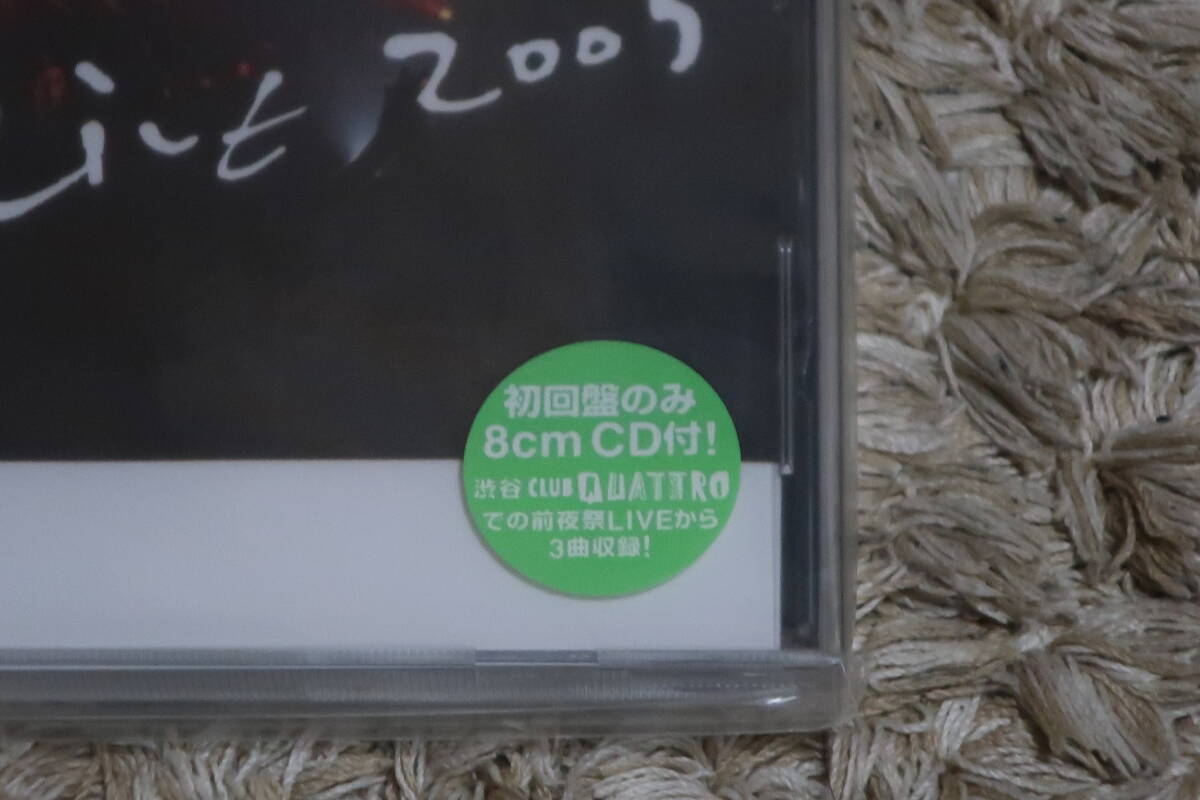 Live 2005
初回盤のみ
8cm CD付!
渋谷 CLUB QUATTRO
での前夜祭LIVEから
3曲収録!